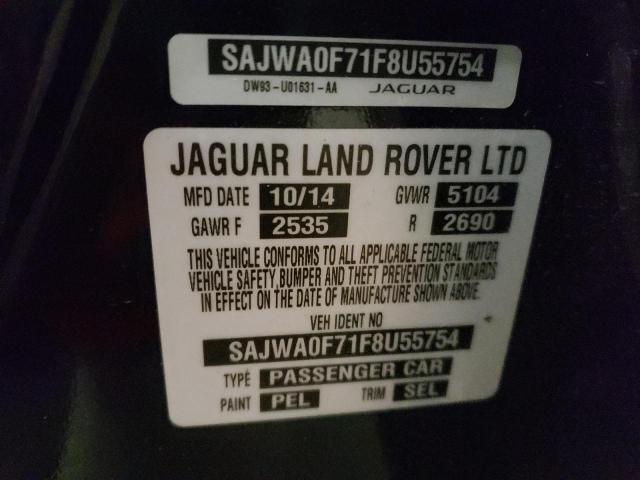 SAJWA0F71F8U55754
DW93-U01631-AA JAGUAR
JAGUAR LAND ROVER LTD
MFD DATE 10/14 GVWR 5104
GAWR F 2535 R 2690
THIS VEHICLE CONFORMS TO ALL APPLICABLE FEDERAL MOTOR
VEHICLE SAFETY,BUMPER AND THEFT PREVENTION STANDARDS
IN EFFECT ON THE DATE OF MANUFACTURE SHOWN ABOVE.
VEH IDENT NO
SAJWA0F71F8U55754
TYPE PASSENGER CAR
PAINT PEL TRIM SEL